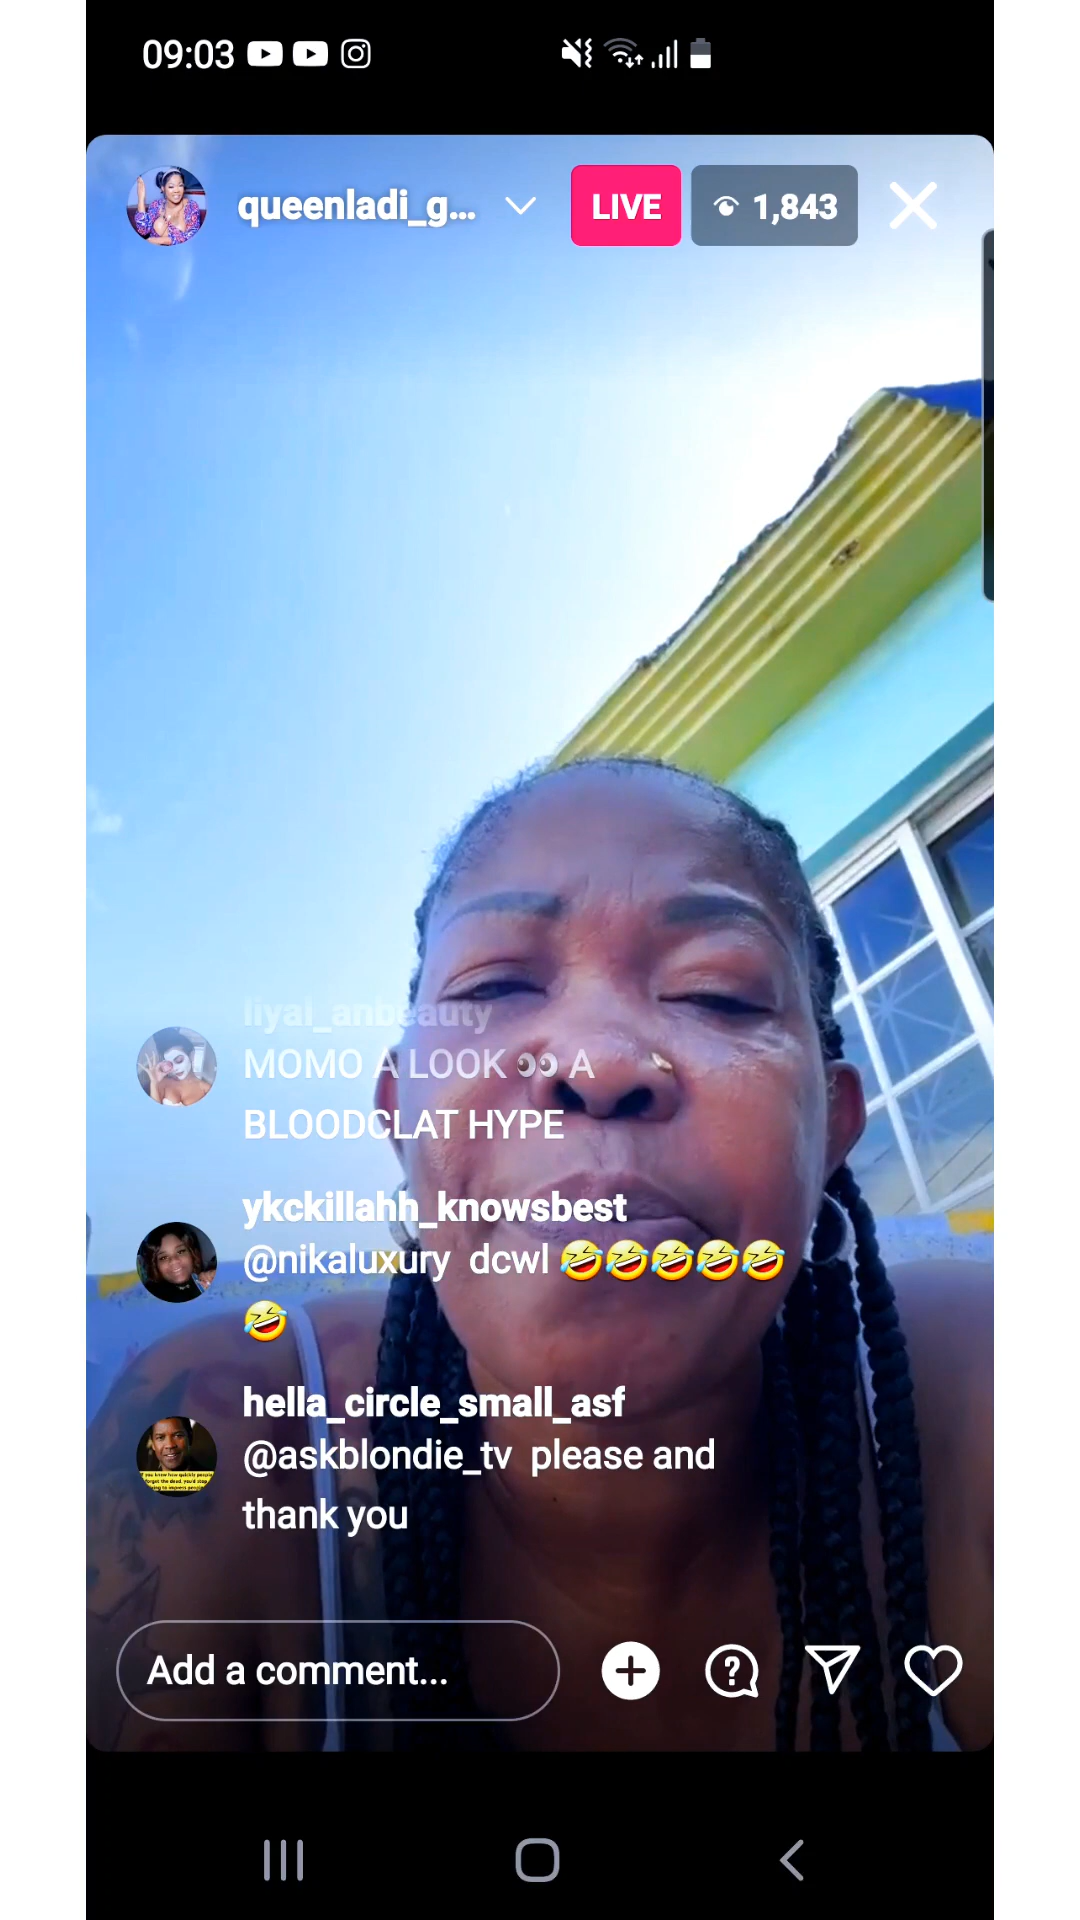 09:03
queenladi_g...
LIVE
1,843
liyal_anbeauty
MOMO A LOOK 👀 A
BLOODCLAT HYPE
ykckillahh_knowsbest
@nikaluxury dcwl 🤣🤣🤣🤣🤣
🤣
hella_circle_small_asf
@askblondie_tv please and
thank you
Add a comment...